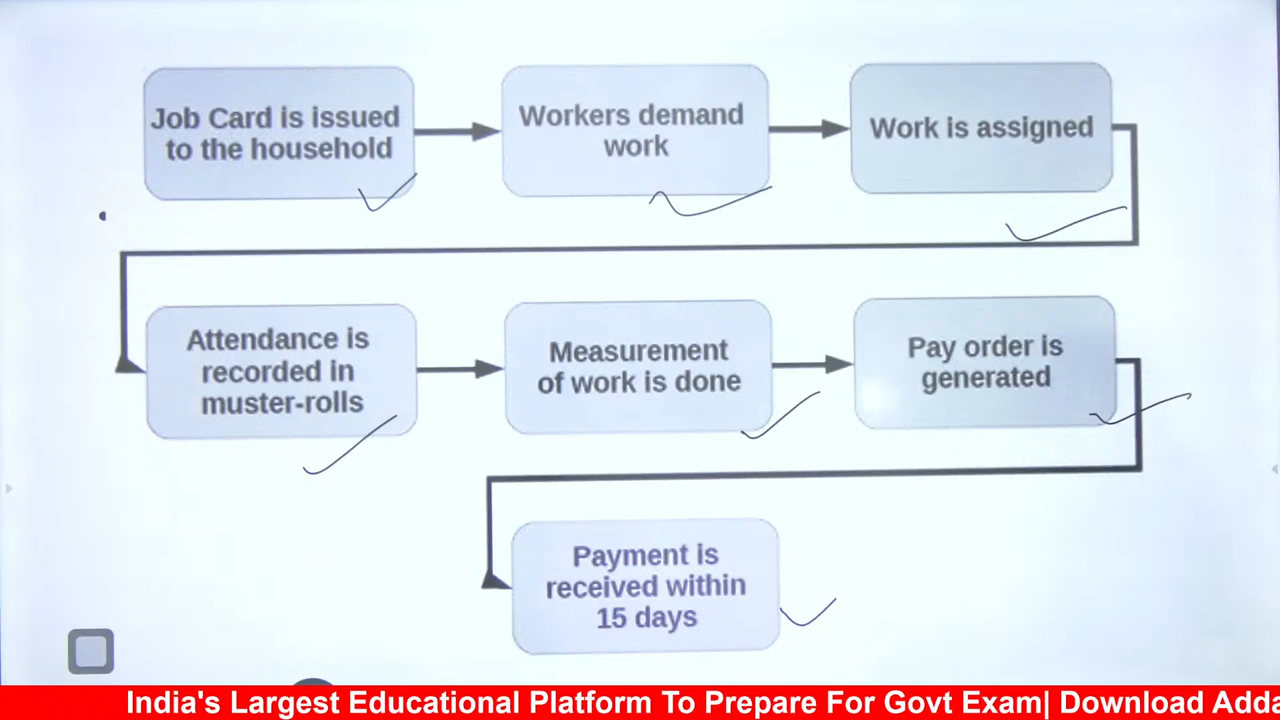 Job Card is issued
to the household
Workers demand
work
Work is assigned
Attendance is
recorded in
muster-rolls
Measurement
of work is done
Pay order is
generated
Payment is
received within
15 days
India's Largest Educational Platform To Prepare For Govt Exam| Download Adda